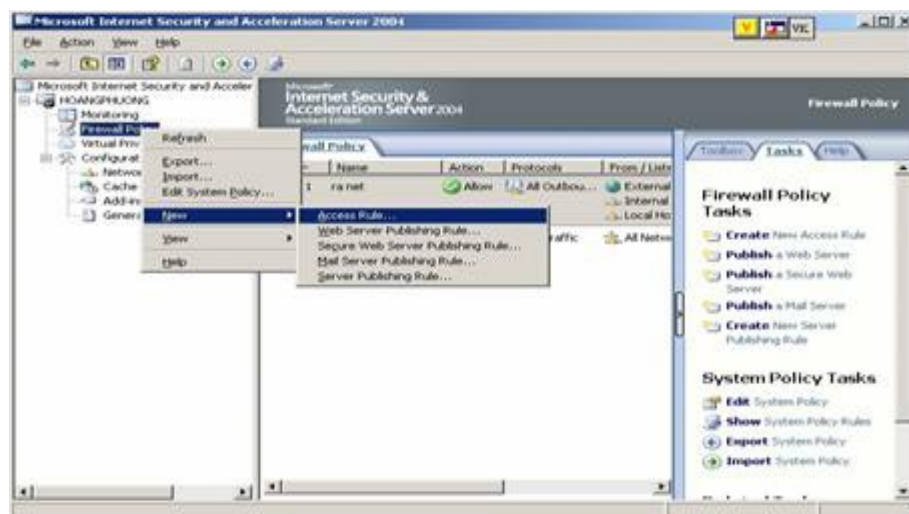 Microsoft Internet Security and Acceleration Server 2004
V VK
File Action View Help
Microsoft Internet Security and Acceler
HOANGPHUONG
Monitoring
Firewall Pol
Virtual Priv
Configurat
Networ
Cache
Add-ins
Genera
Refresh
Export...
Import...
Edit System Policy...
New
View
Help
Access Rule...
Web Server Publishing Rule...
Secure Web Server Publishing Rule...
Mail Server Publishing Rule...
Server Publishing Rule...
Microsoft
Internet Security &
Acceleration Server 2004
Standard Edition
Firewall Policy
wall Policy
Name Action Protocols From / Liste
1 ra net Allow All Outbou... External
Internal
Local Ho
raffic All Networ
Toolbox Tasks Help
Firewall Policy
Tasks
Create New Access Rule
Publish a Web Server
Publish a Secure Web
Server
Publish a Mail Server
Create New Server
Publishing Rule
System Policy Tasks
Edit System Policy
Show System Policy Rules
Export System Policy
Import System Policy